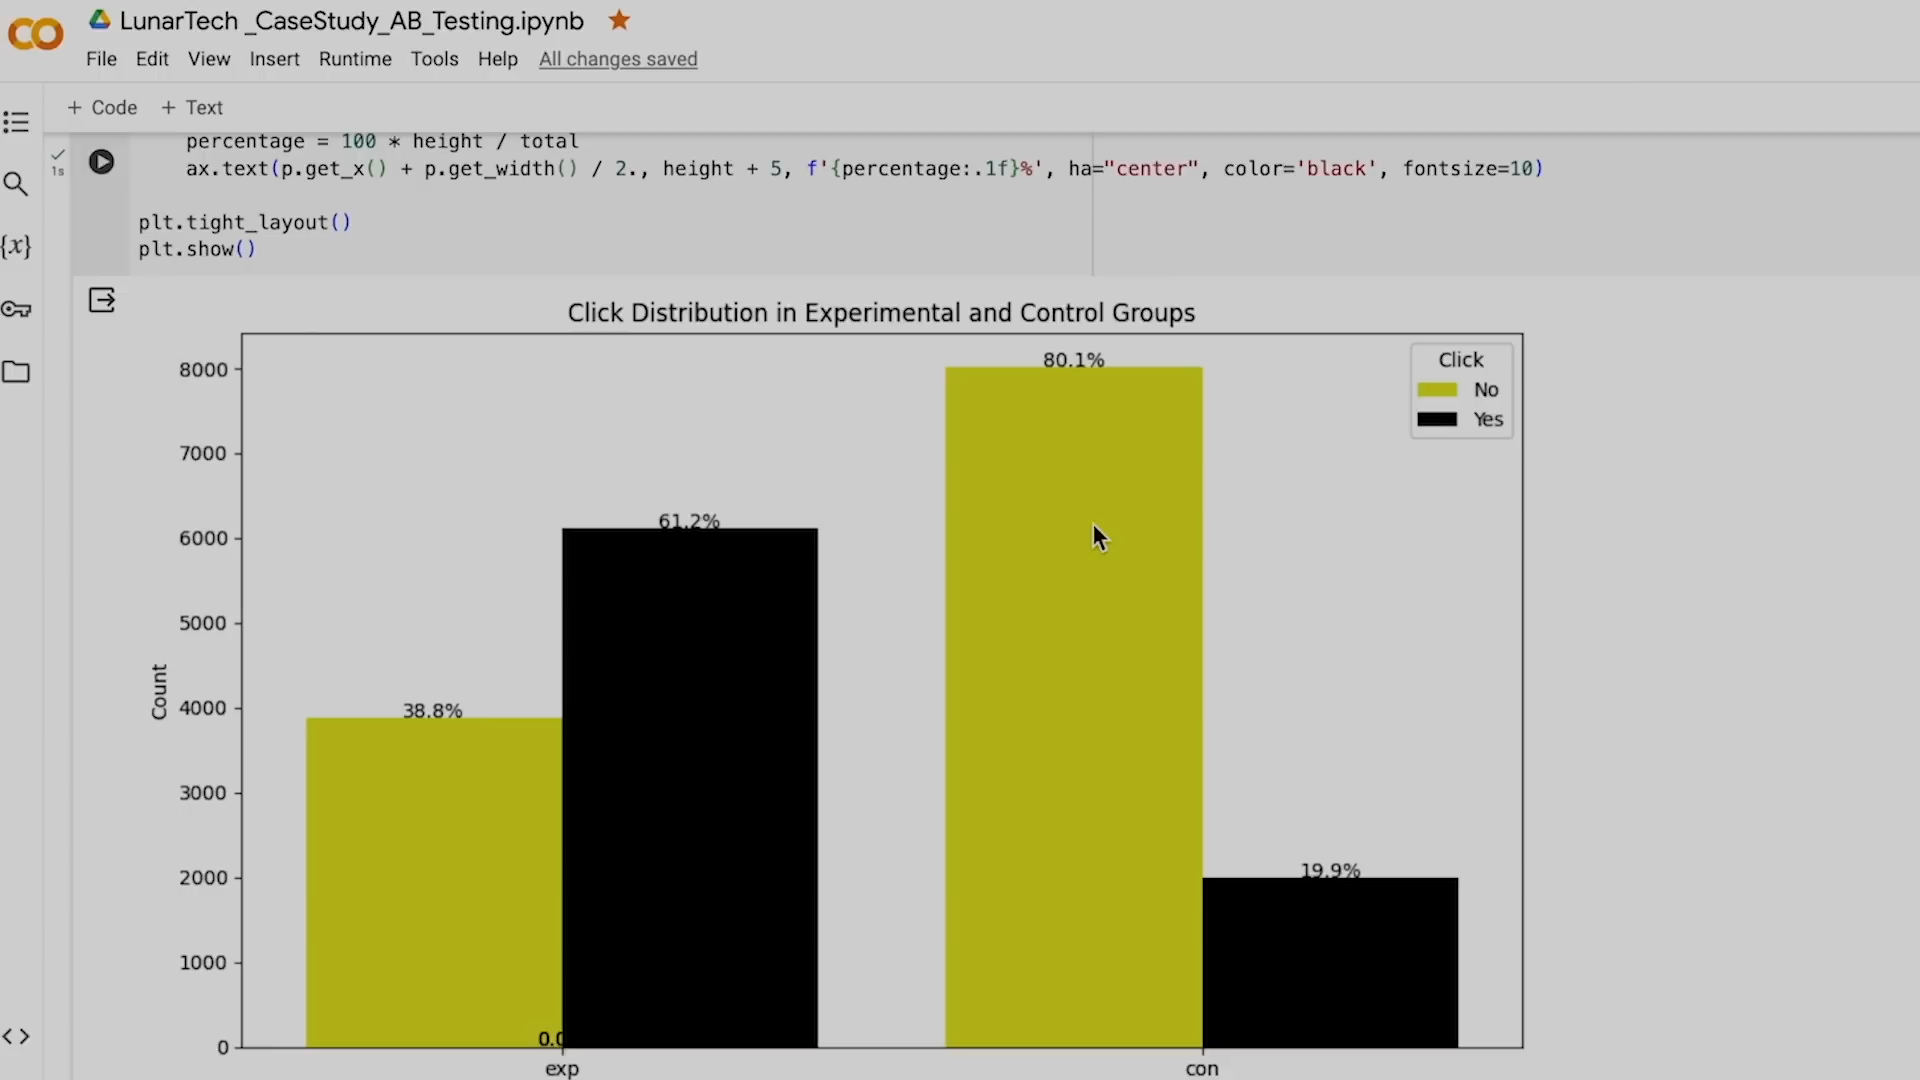 LunarTech _CaseStudy_AB_Testing.ipynb
File Edit View Insert Runtime Tools Help All changes saved
+ Code + Text
percentage = 100 * height / total
1s
ax.text(p.get_x() + p.get_width() / 2., height + 5, f'{percentage:.1f}%', ha="center", color='black', fontsize=10)
plt.tight_layout()
plt.show()
{x}
Click Distribution in Experimental and Control Groups
Click
No
Yes
Count
8000
7000
6000
5000
4000
3000
2000
1000
0
38.8%
61.2%
80.1%
19.9%
0.0
exp
con